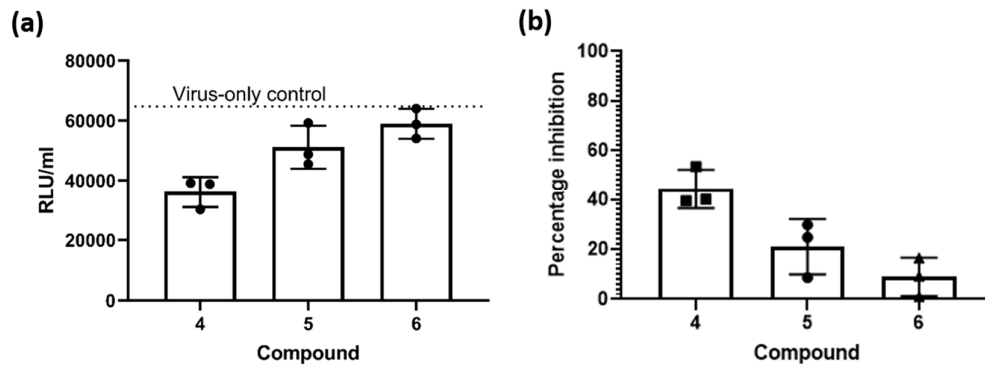 (a)
80000
60000
40000
20000
0
RLU/ml
Virus-only control
4 5 6
Compound
(b)
100
80
60
40
20
0
Percentage inhibition
4 5 6
Compound